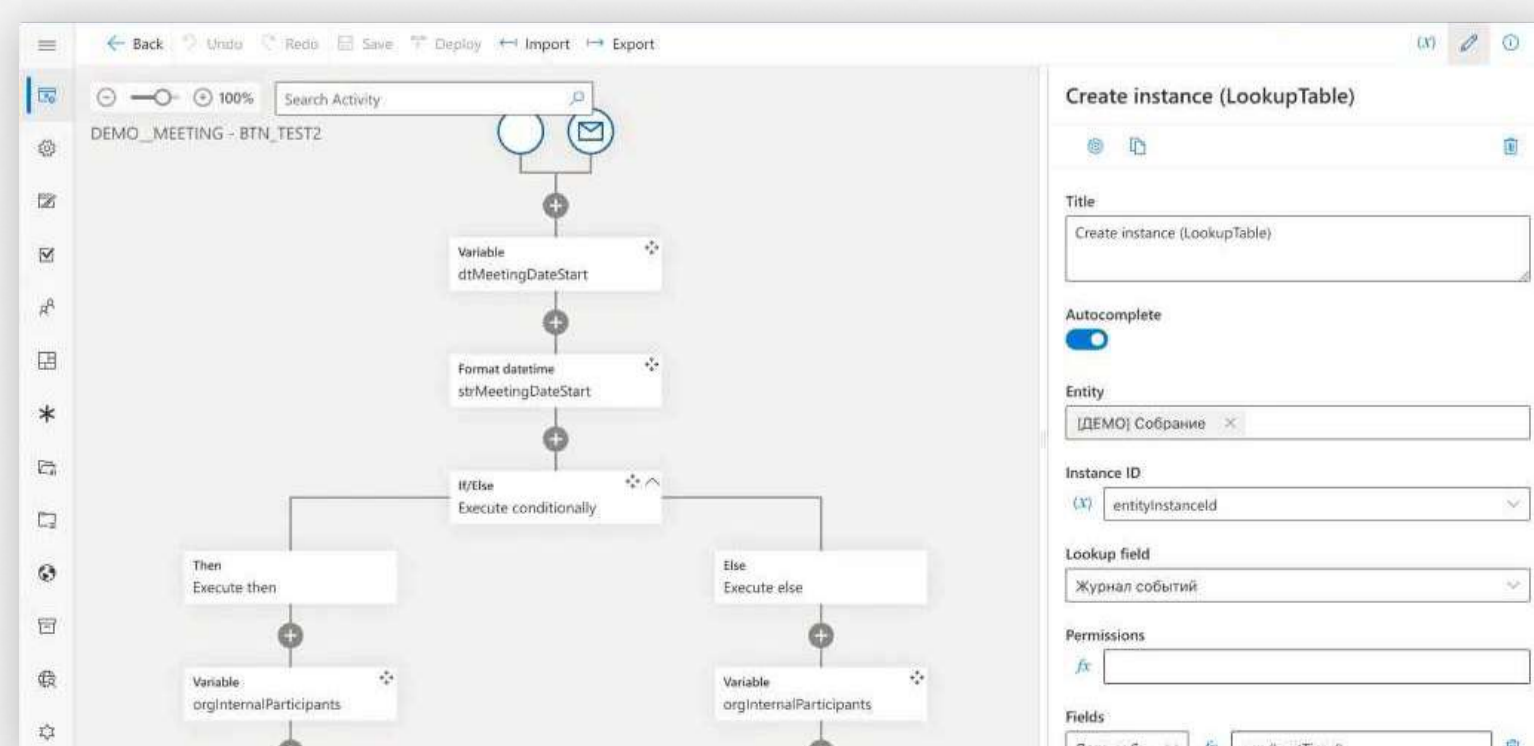 Back Undo Redo Save Deploy Import Export
(x)
100%
Search Activity
DEMO__MEETING - BTN_TEST2
Variable
dtMeetingDateStart
Format datetime
strMeetingDateStart
If/Else
Execute conditionally
Then
Execute then
Else
Execute else
Variable
orgInternalParticipants
Variable
orgInternalParticipants
Create instance (LookupTable)
Title
Create instance (LookupTable)
Autocomplete
Entity
[ДЕМО] Собрание
Instance ID
(x) entityInstanceId
Lookup field
Журнал событий
Permissions
fx
Fields
fx